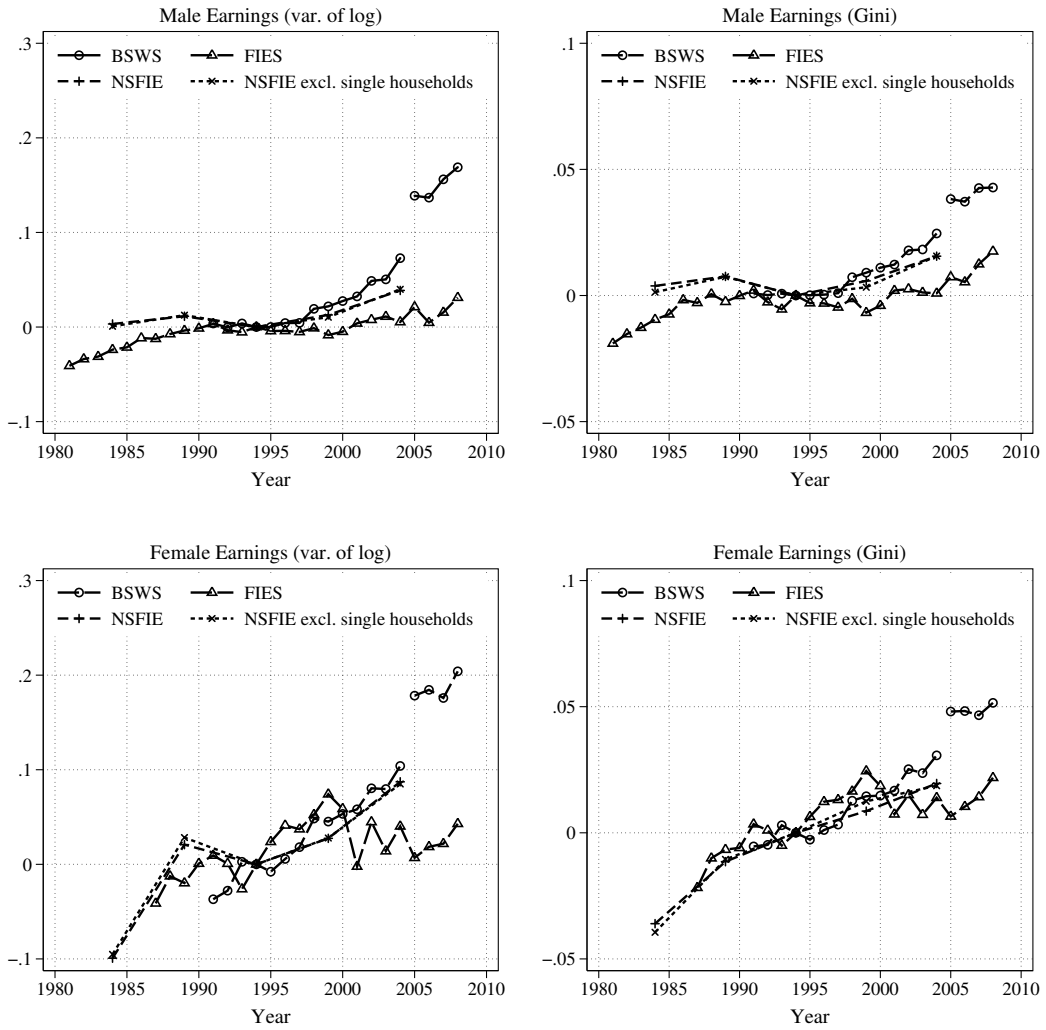 Male Earnings (var. of log)
BSWS FIES
NSFIE NSFIE excl. single households
.3
.2
.1
0
−.1
1980 1985 1990 1995 2000 2005 2010
Year
Male Earnings (Gini)
BSWS FIES
NSFIE NSFIE excl. single households
.1
.05
0
−.05
1980 1985 1990 1995 2000 2005 2010
Year
Female Earnings (var. of log)
BSWS FIES
NSFIE NSFIE excl. single households
.3
.2
.1
0
−.1
1980 1985 1990 1995 2000 2005 2010
Year
Female Earnings (Gini)
BSWS FIES
NSFIE NSFIE excl. single households
.1
.05
0
−.05
1980 1985 1990 1995 2000 2005 2010
Year